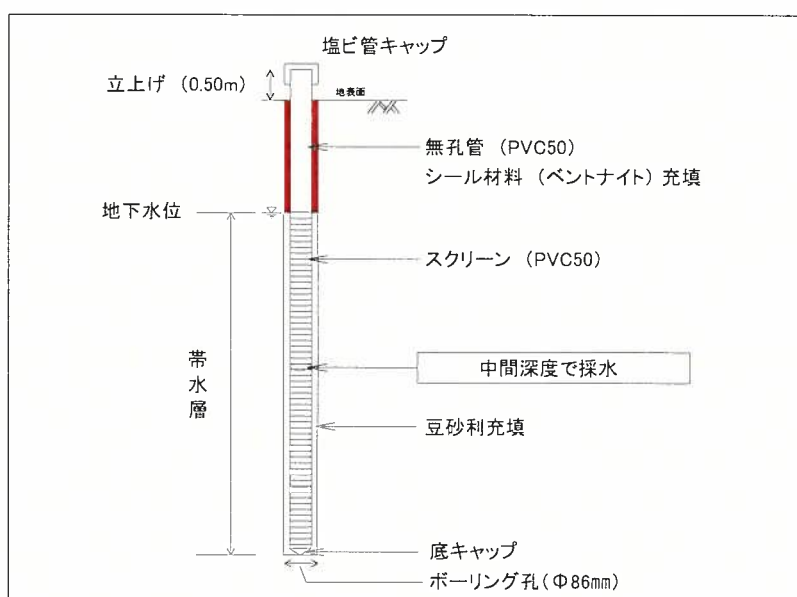 塩ビ管キャップ
立上げ (0.50m)
地表面
無孔管 (PVC50)
シール材料 (ベントナイト) 充填
地下水位
スクリーン (PVC50)
帯水層
中間深度で採水
豆砂利充填
底キャップ
ボーリング孔(Φ86mm)